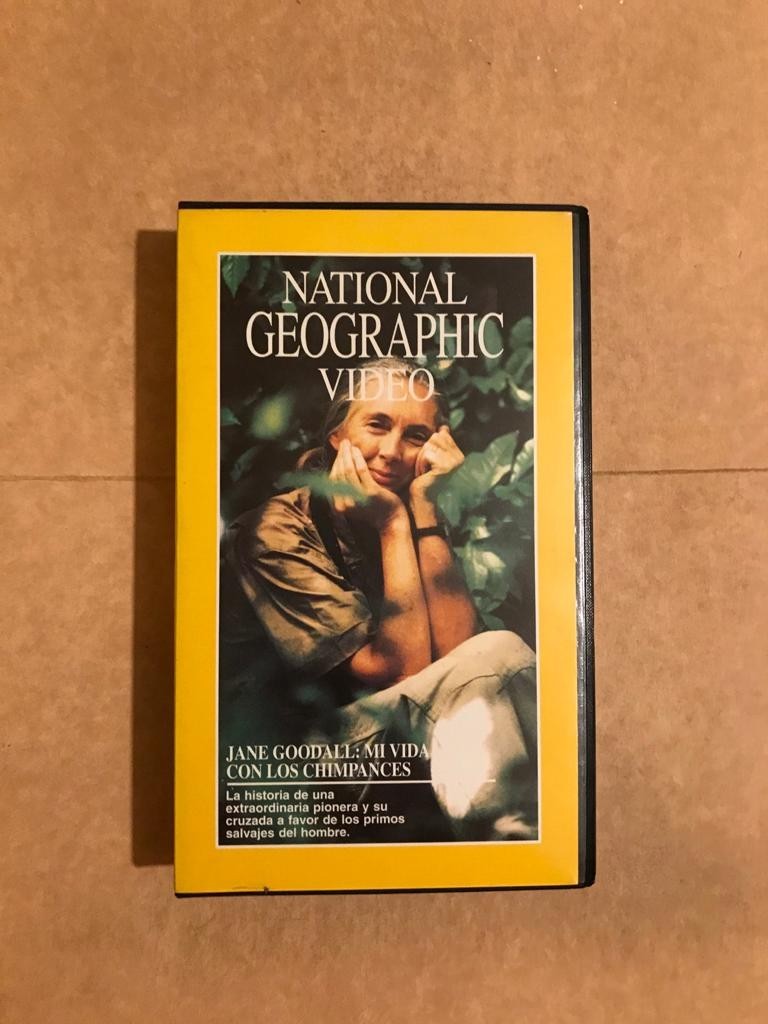 NATIONAL
GEOGRAPHIC
VIDEO
JANE GOODALL: MI VIDA
CON LOS CHIMPANCES
La historia de una
extraordinaria pionera y su
cruzada a favor de los primos
salvajes del hombre.